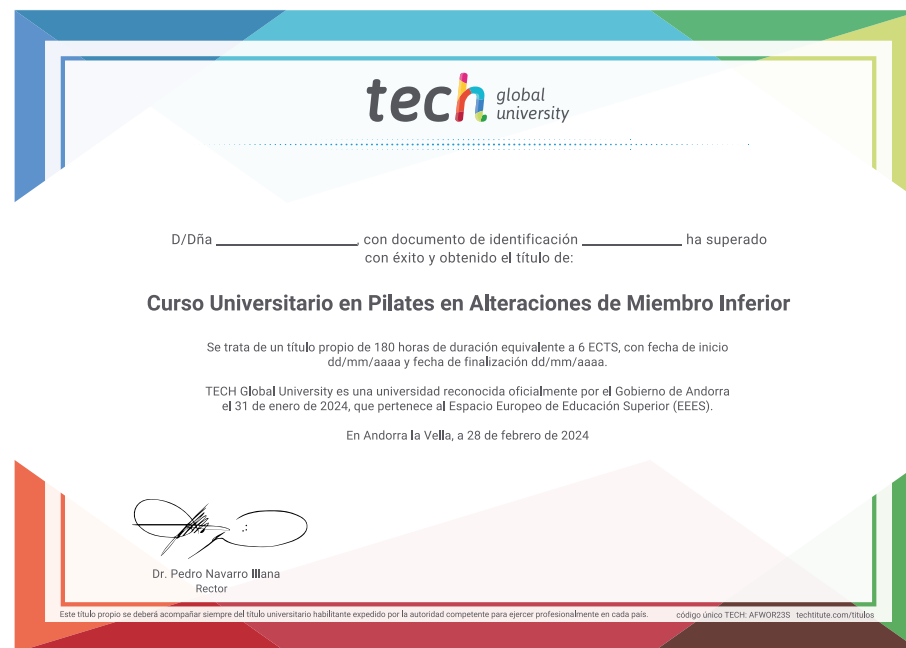 tech global
university
D/Dña ____________________, con documento de identificación ______________ ha superado
con éxito y obtenido el título de:
Curso Universitario en Pilates en Alteraciones de Miembro Inferior
Se trata de un título propio de 180 horas de duración equivalente a 6 ECTS, con fecha de inicio
dd/mm/aaaa y fecha de finalización dd/mm/aaaa.
TECH Global University es una universidad reconocida oficialmente por el Gobierno de Andorra
el 31 de enero de 2024, que pertenece al Espacio Europeo de Educación Superior (EEES).
En Andorra la Vella, a 28 de febrero de 2024
Dr. Pedro Navarro Illana
Rector
Este título propio se deberá acompañar siempre del título universitario habilitante expedido por la autoridad competente para ejercer profesionalmente en cada país.
código único TECH: AFWOR23S techtitute.com/títulos